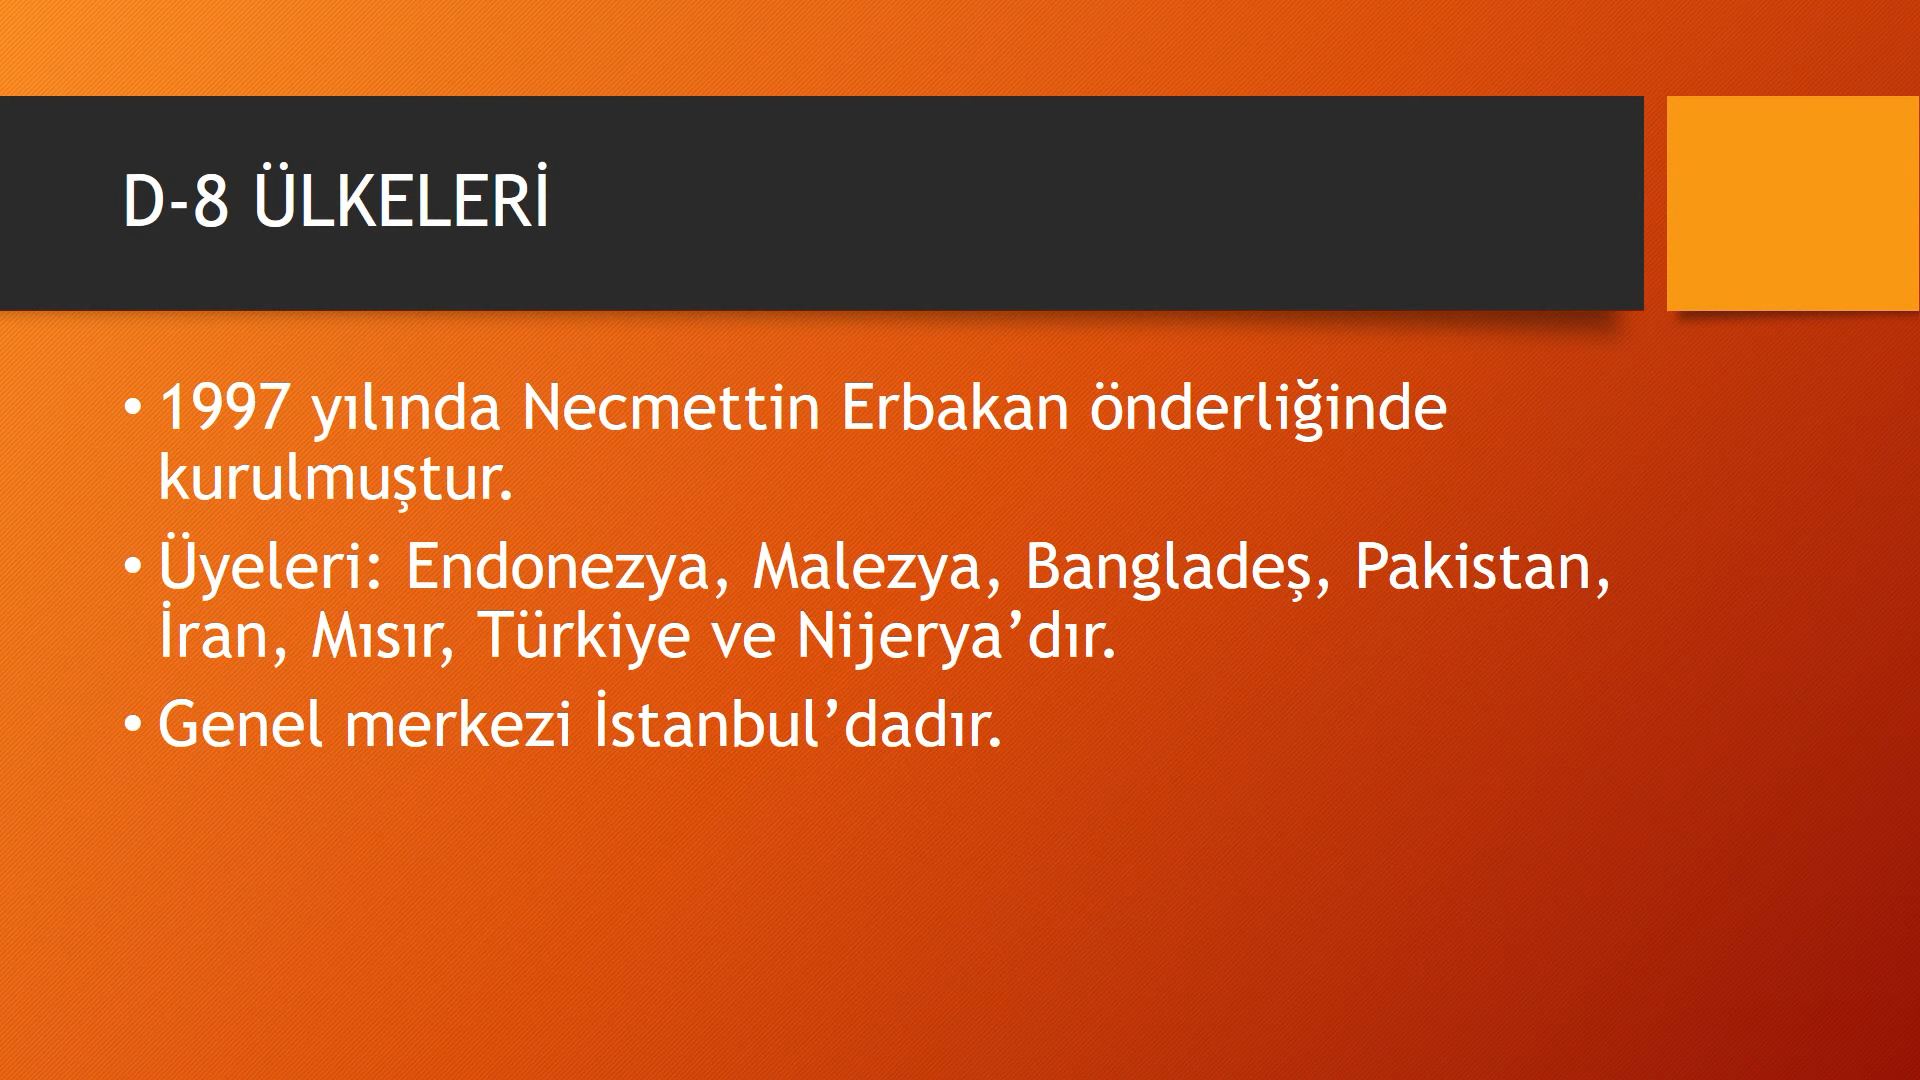 D-8 ÜLKELERİ
• 1997 yılında Necmettin Erbakan önderliğinde
kurulmuştur.
• Üyeleri: Endonezya, Malezya, Bangladeş, Pakistan,
İran, Mısır, Türkiye ve Nijerya’dır.
• Genel merkezi İstanbul’dadır.